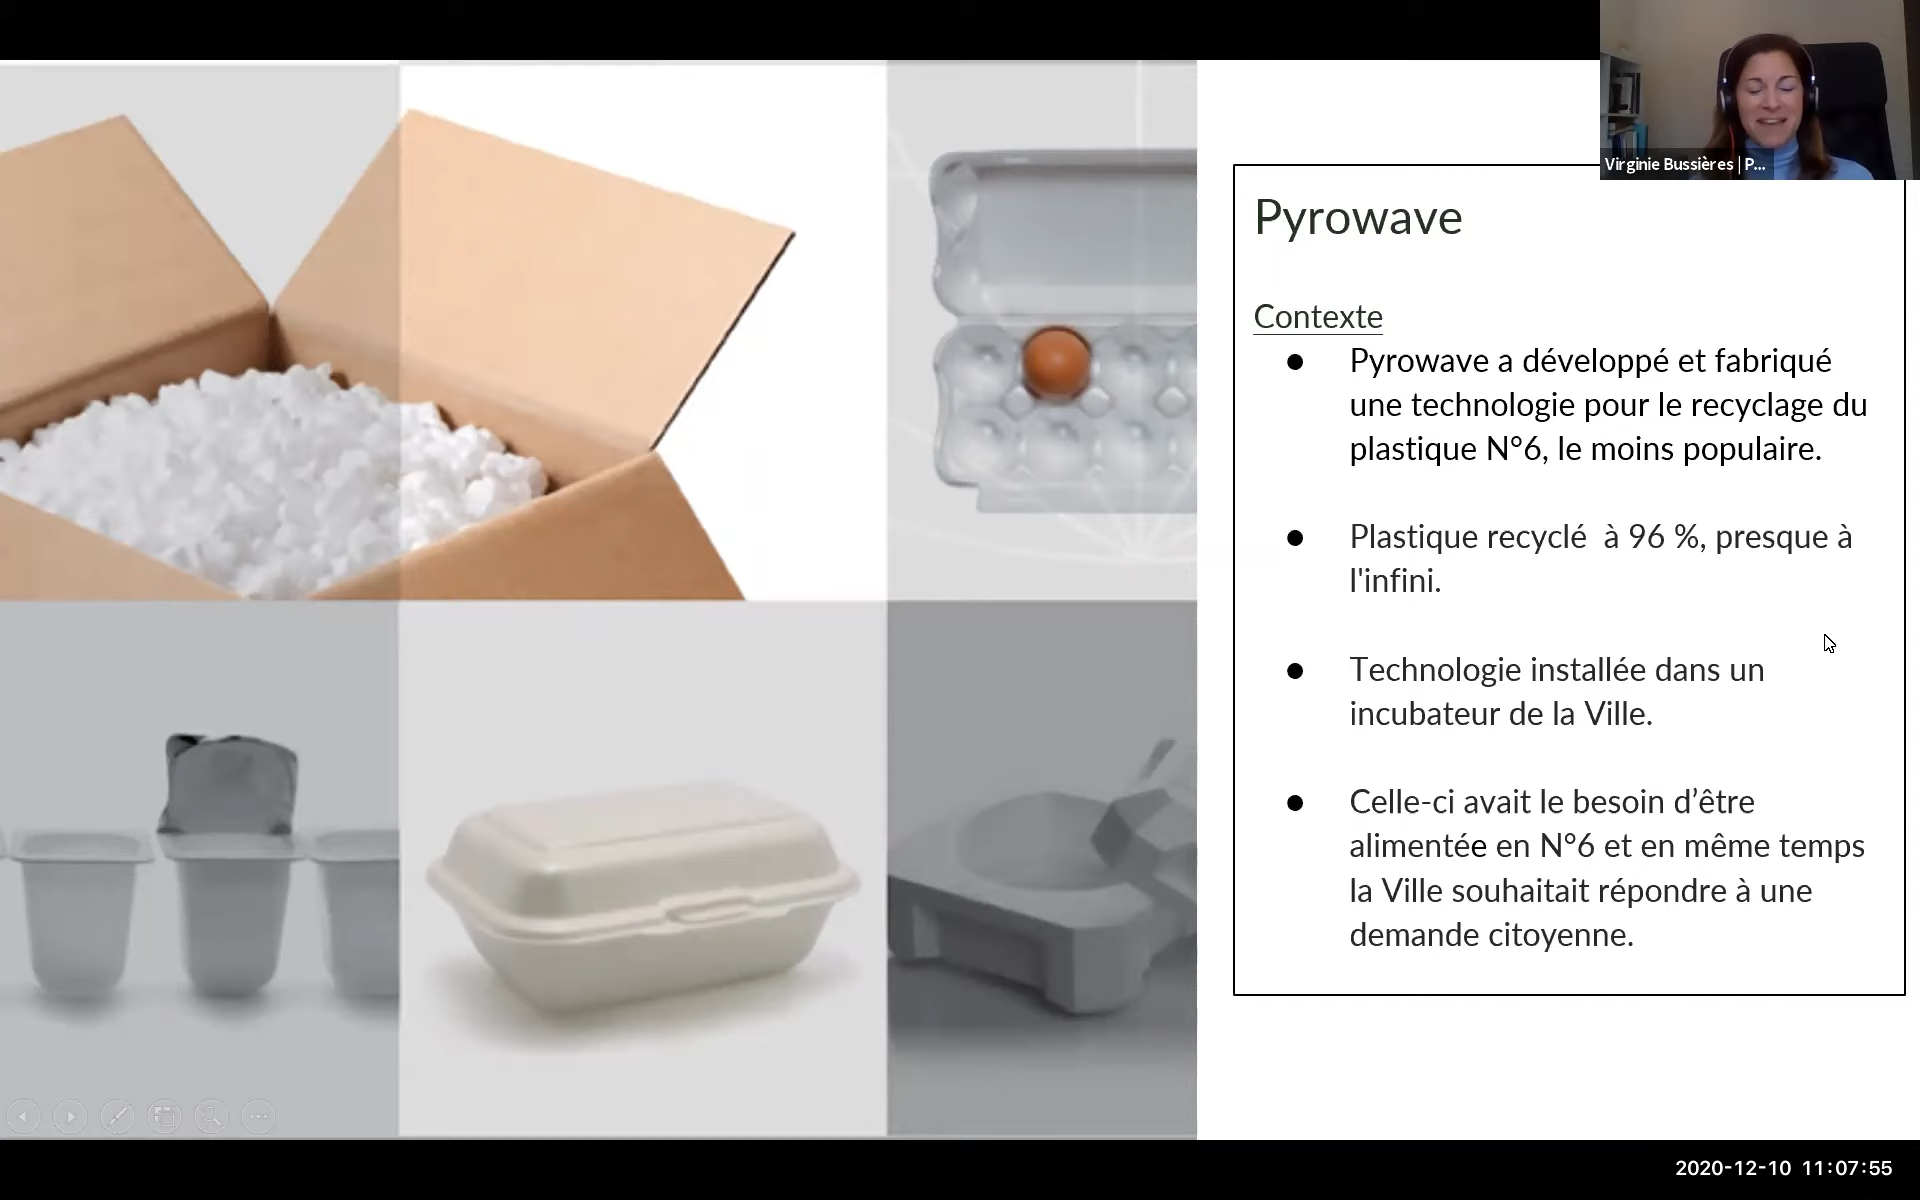 Virginie Bussières | P...
Pyrowave
Contexte
● Pyrowave a développé et fabriqué
une technologie pour le recyclage du
plastique N°6, le moins populaire.
● Plastique recyclé  à 96 %, presque à
l'infini.
● Technologie installée dans un
incubateur de la Ville.
● Celle-ci avait le besoin d’être
alimentée en N°6 et en même temps
la Ville souhaitait répondre à une
demande citoyenne.
2020-12-10 11:07:55